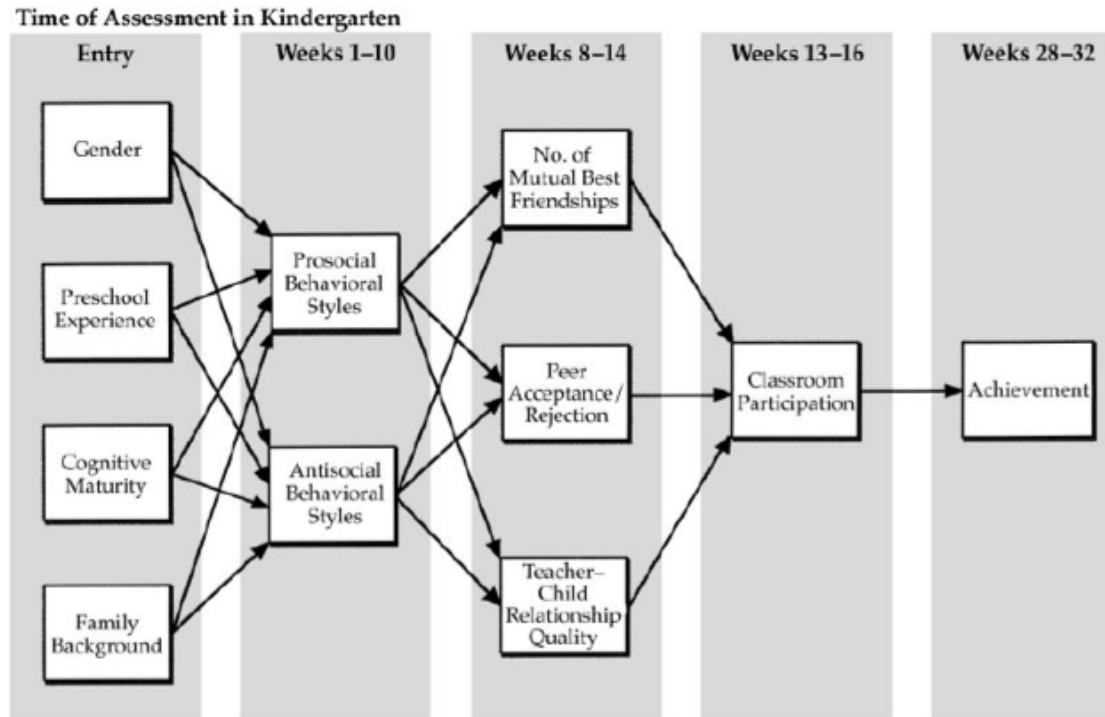 Time of Assessment in Kindergarten
Entry
Weeks 1–10
Weeks 8–14
Weeks 13–16
Weeks 28–32
Gender
Preschool
Experience
Cognitive
Maturity
Family
Background
Prosocial
Behavioral
Styles
Antisocial
Behavioral
Styles
No. of
Mutual Best
Friendships
Peer
Acceptance/
Rejection
Teacher–
Child
Relationship
Quality
Classroom
Participation
Achievement